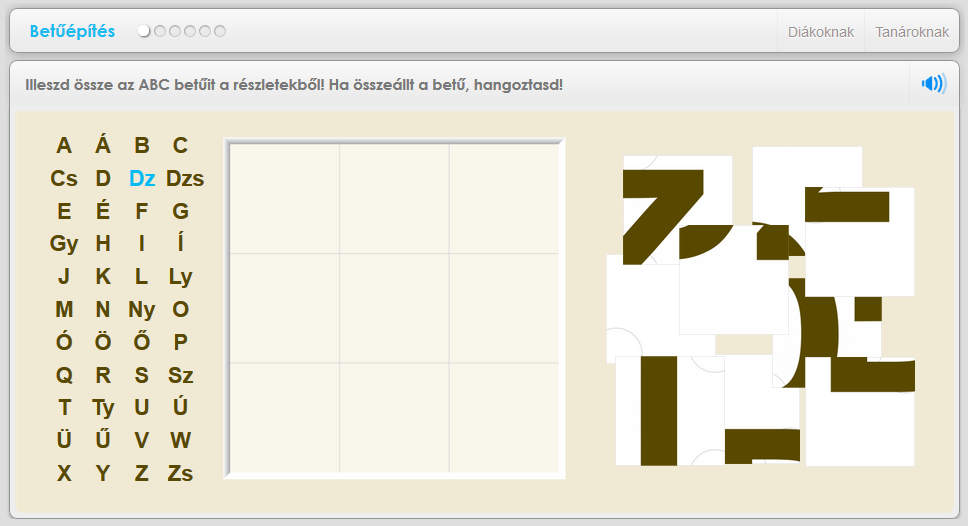 Betűépítés
Diákoknak Tanároknak
Illeszd össze az ABC betűit a részletekből! Ha összeállt a betű, hangoztasd!
A Á B C
Cs D Dz Dzs
E É F G
Gy H I Í
J K L Ly
M N Ny O
Ó Ö Ő P
Q R S Sz
T Ty U Ú
Ü Ű V W
X Y Z Zs